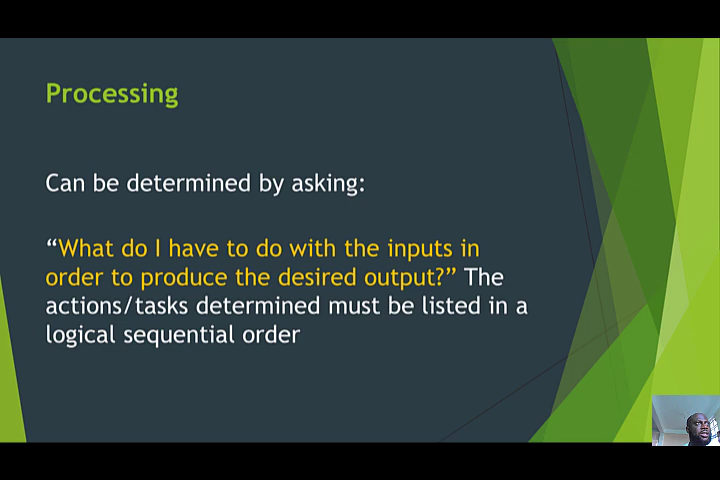 Processing
Can be determined by asking:
“What do I have to do with the inputs in
order to produce the desired output?” The
actions/tasks determined must be listed in a
logical sequential order